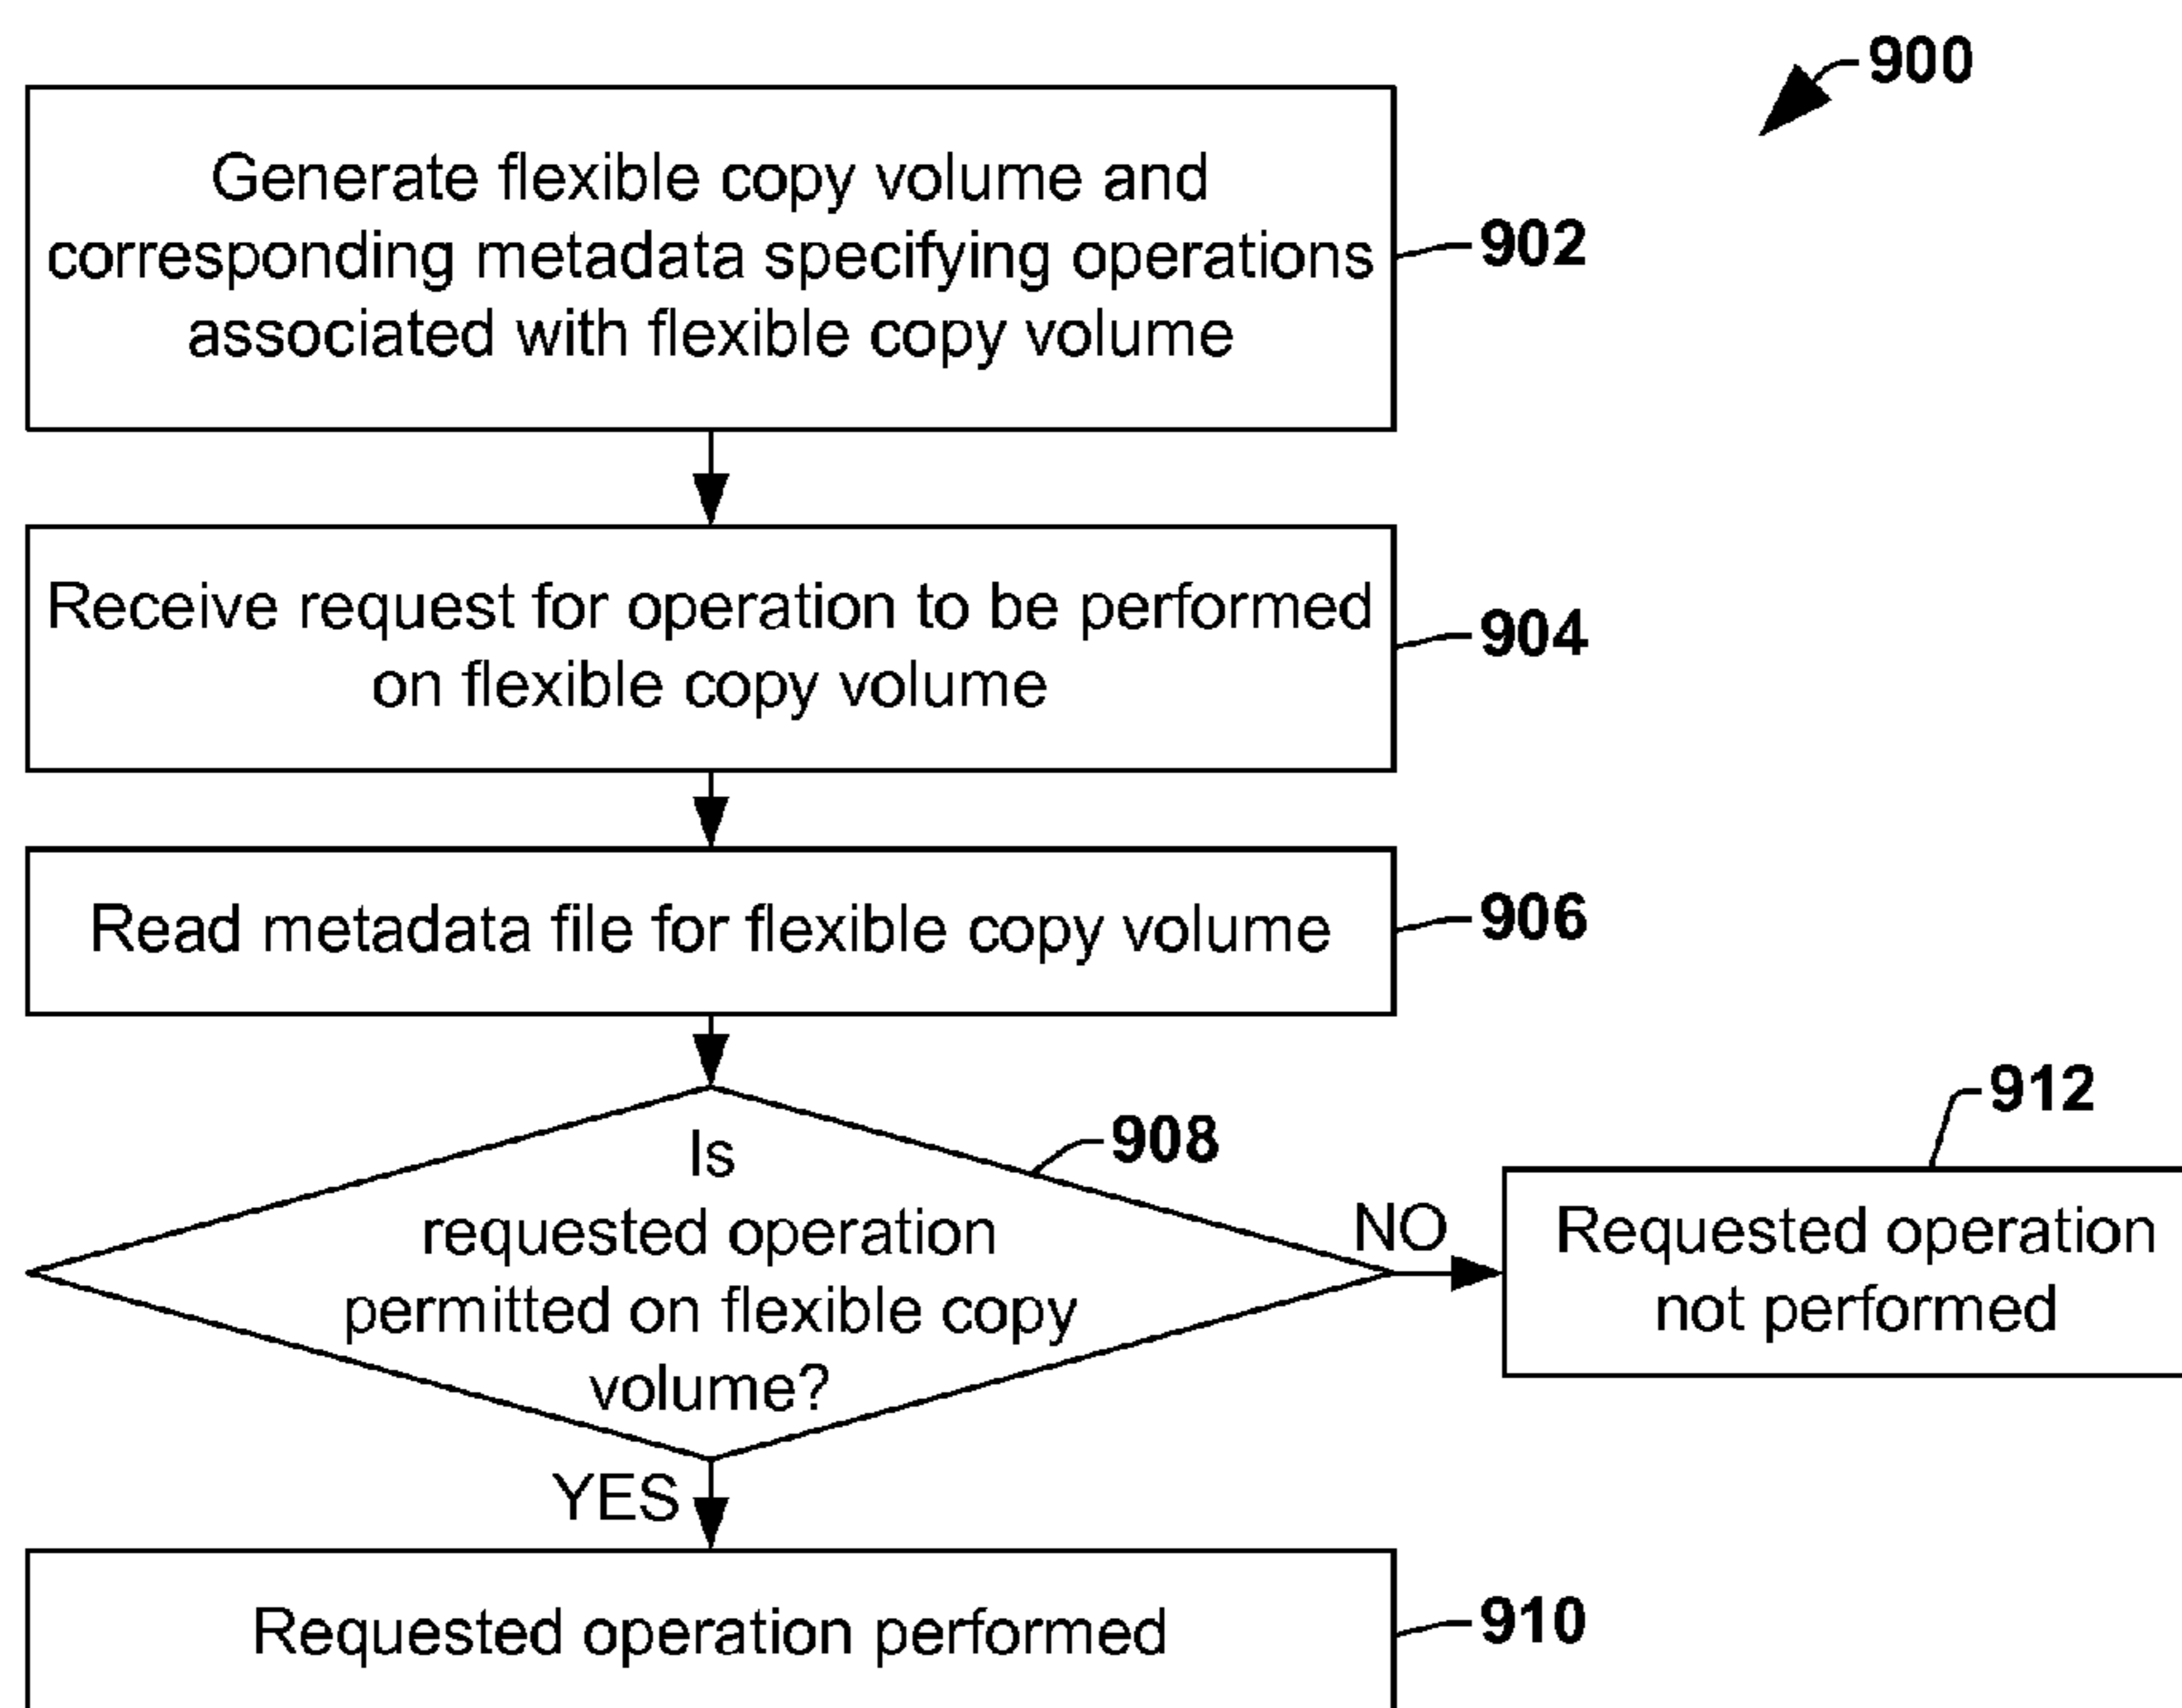 900
Generate flexible copy volume and
corresponding metadata specifying operations
associated with flexible copy volume
902
Receive request for operation to be performed
on flexible copy volume
904
Read metadata file for flexible copy volume
906
Is
requested operation
permitted on flexible copy
volume?
908
NO
912
Requested operation
not performed
YES
Requested operation performed
910